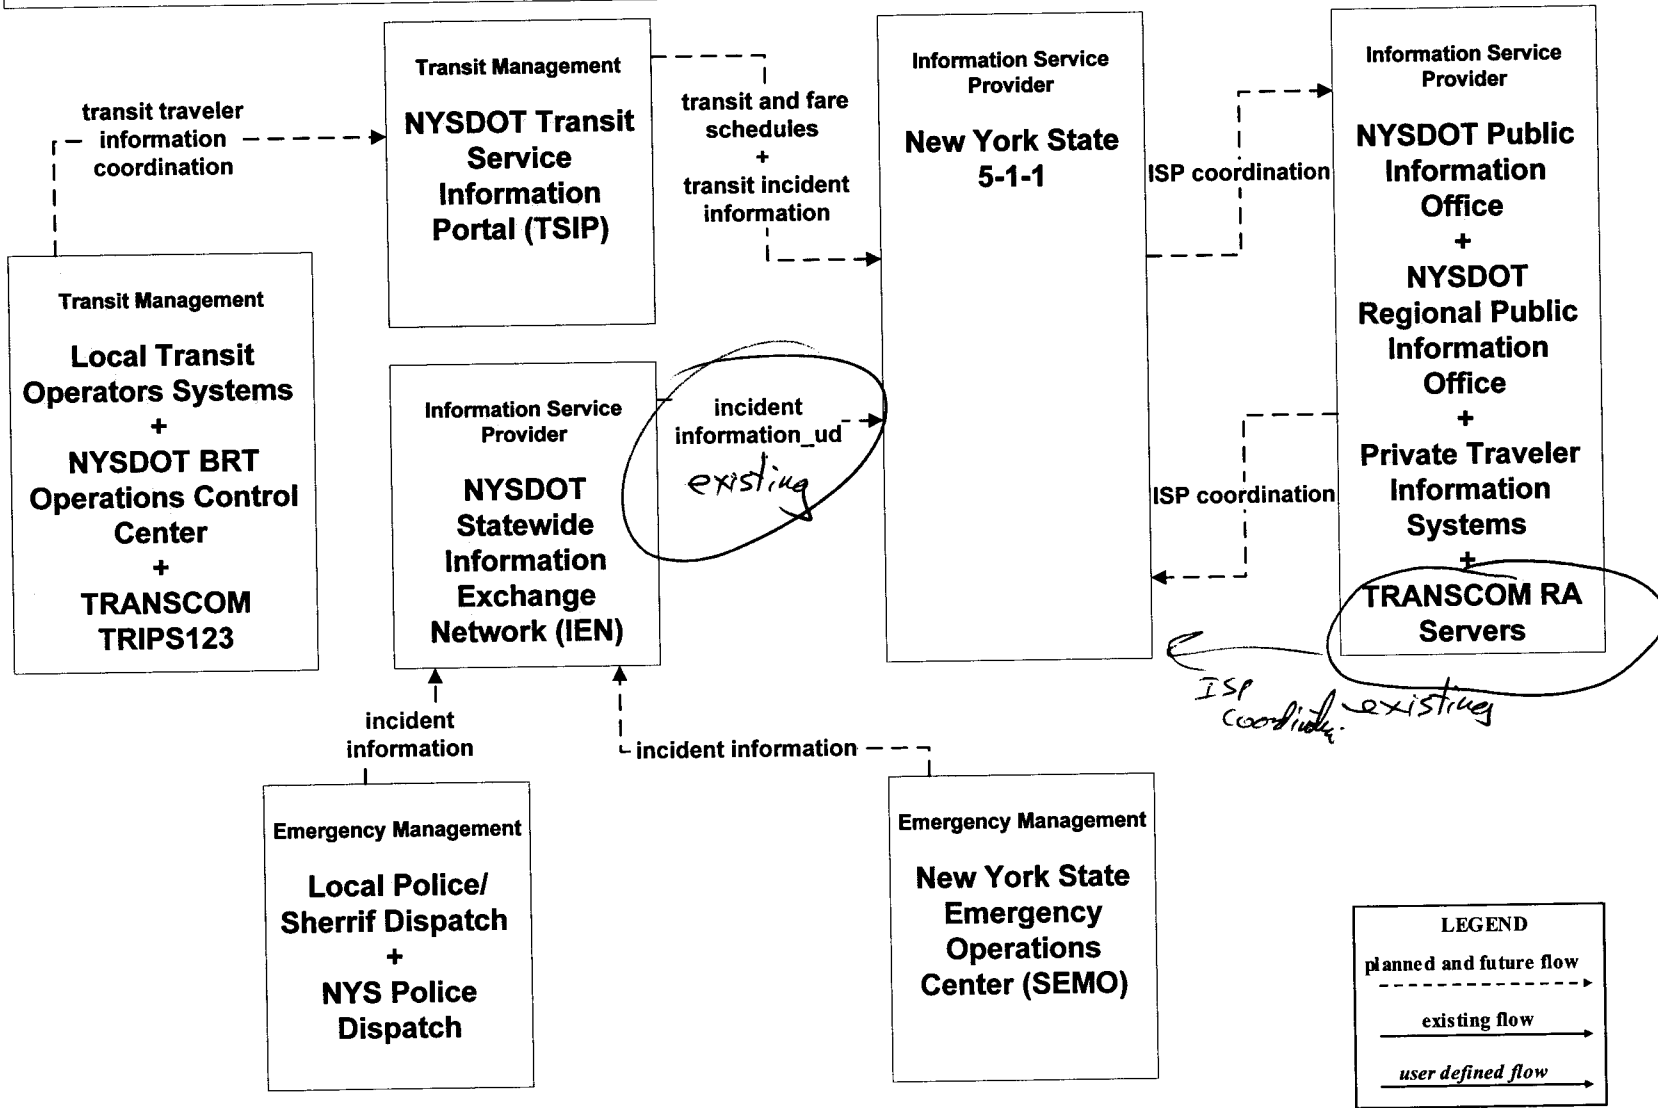 transit traveler
information
coordination
Transit Management
NYSDOT Transit
Service
Information
Portal (TSIP)
transit and fare
schedules
+
transit incident
information
Information Service
Provider
New York State
5-1-1
ISP coordination
Information Service
Provider
NYSDOT Public
Information
Office
+
NYSDOT
Regional Public
Information
Office
+
Private Traveler
Information
Systems
+
TRANSCOM RA
Servers
ISP coordination
Transit Management
Local Transit
Operators Systems
+
NYSDOT BRT
Operations Control
Center
+
TRANSCOM
TRIPS123
Information Service
Provider
NYSDOT
Statewide
Information
Exchange
Network (IEN)
incident
information_ud
existing
ISP
existing
incident
information
incident information
Emergency Management
Local Police/
Sherrif Dispatch
+
NYS Police
Dispatch
Emergency Management
New York State
Emergency
Operations
Center (SEMO)
LEGEND
planned and future flow
existing flow
user defined flow